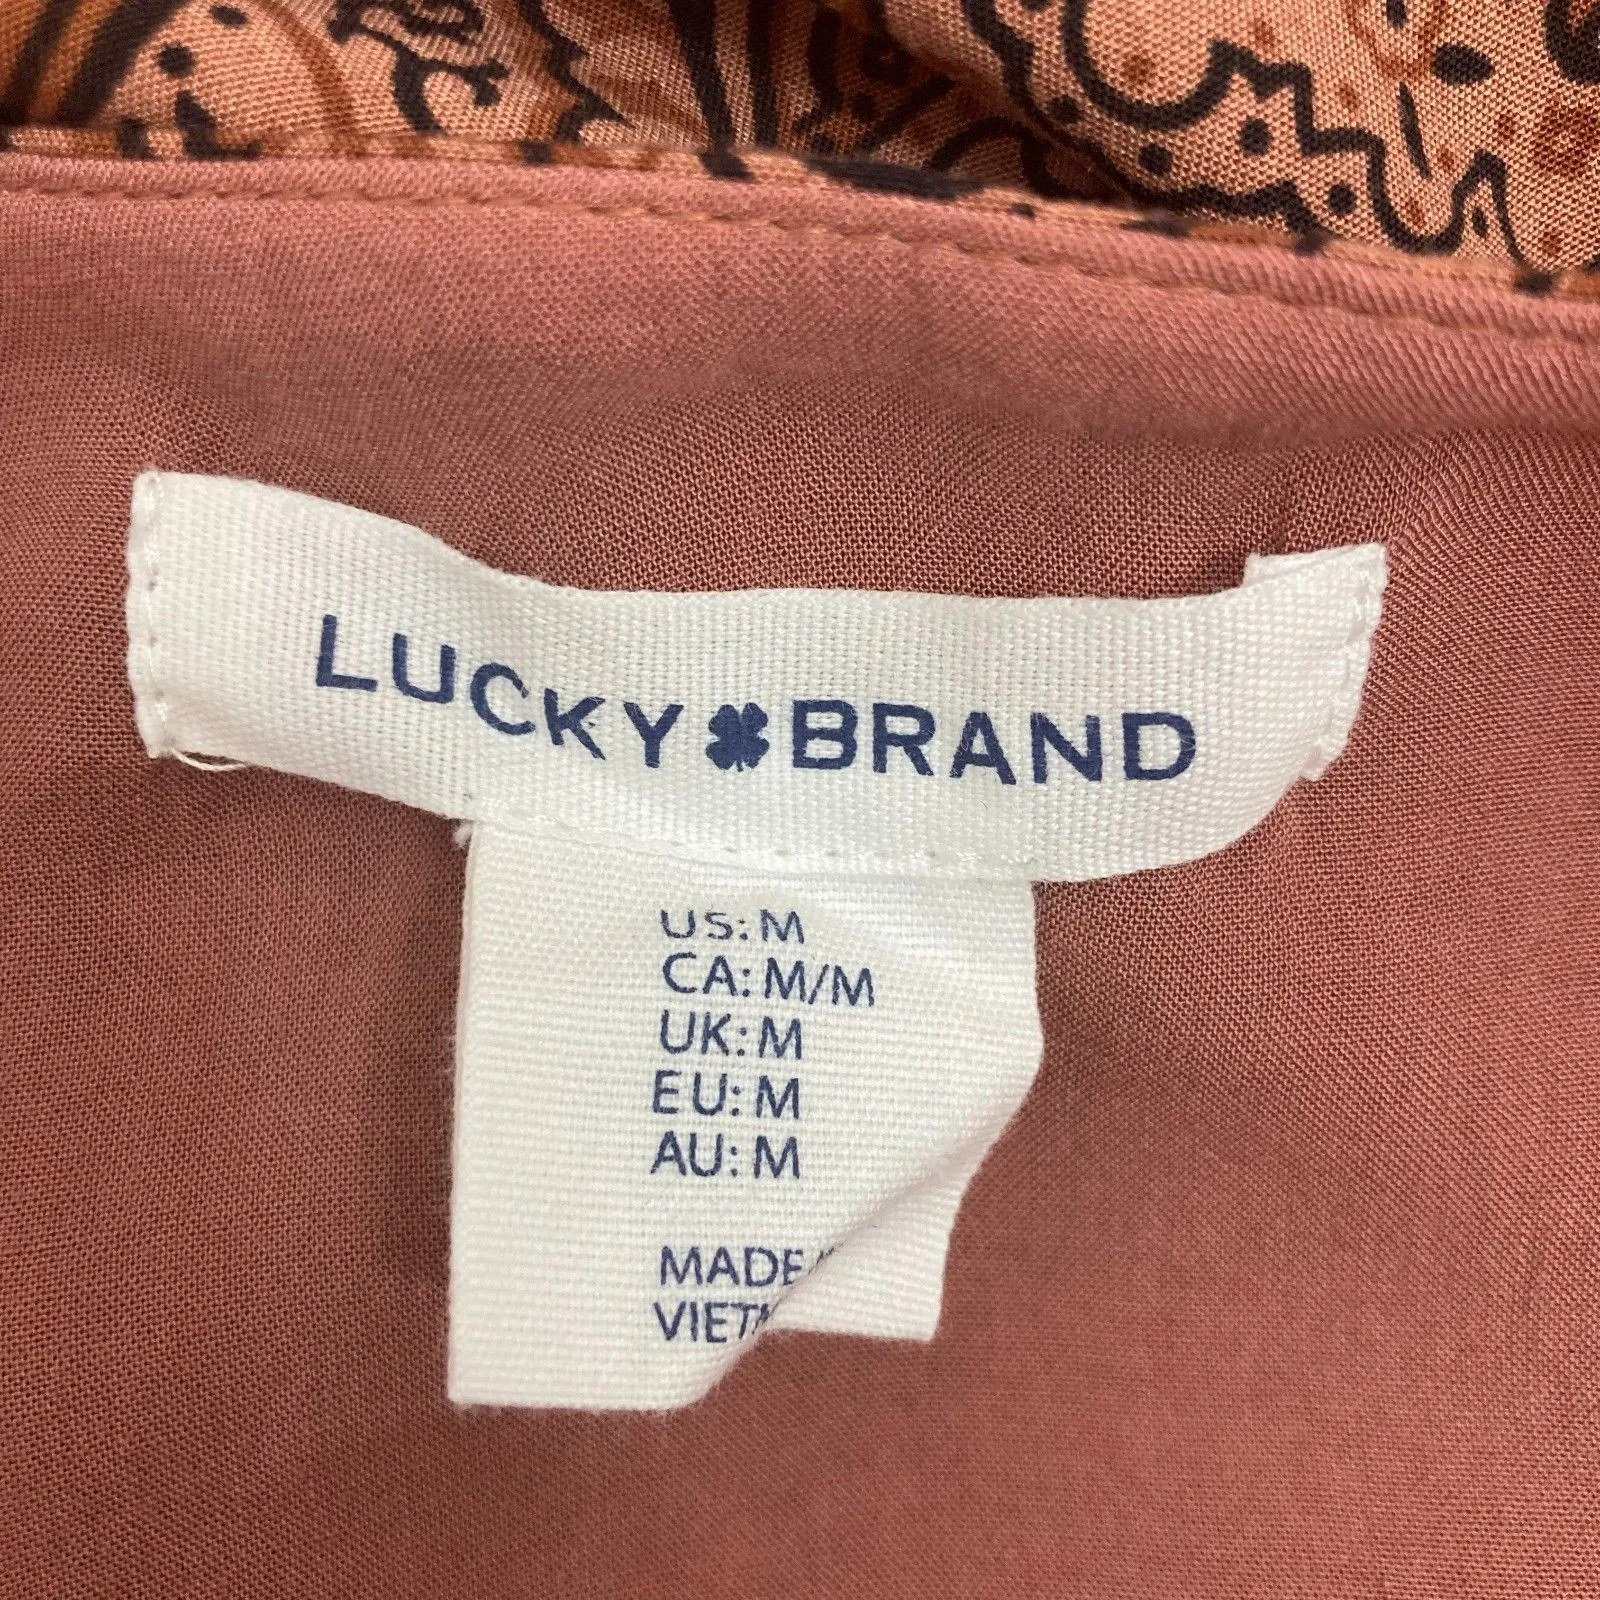 LUCKY BRAND
US: M
CA: M/M
UK: M
EU: M
AU: M
MADE